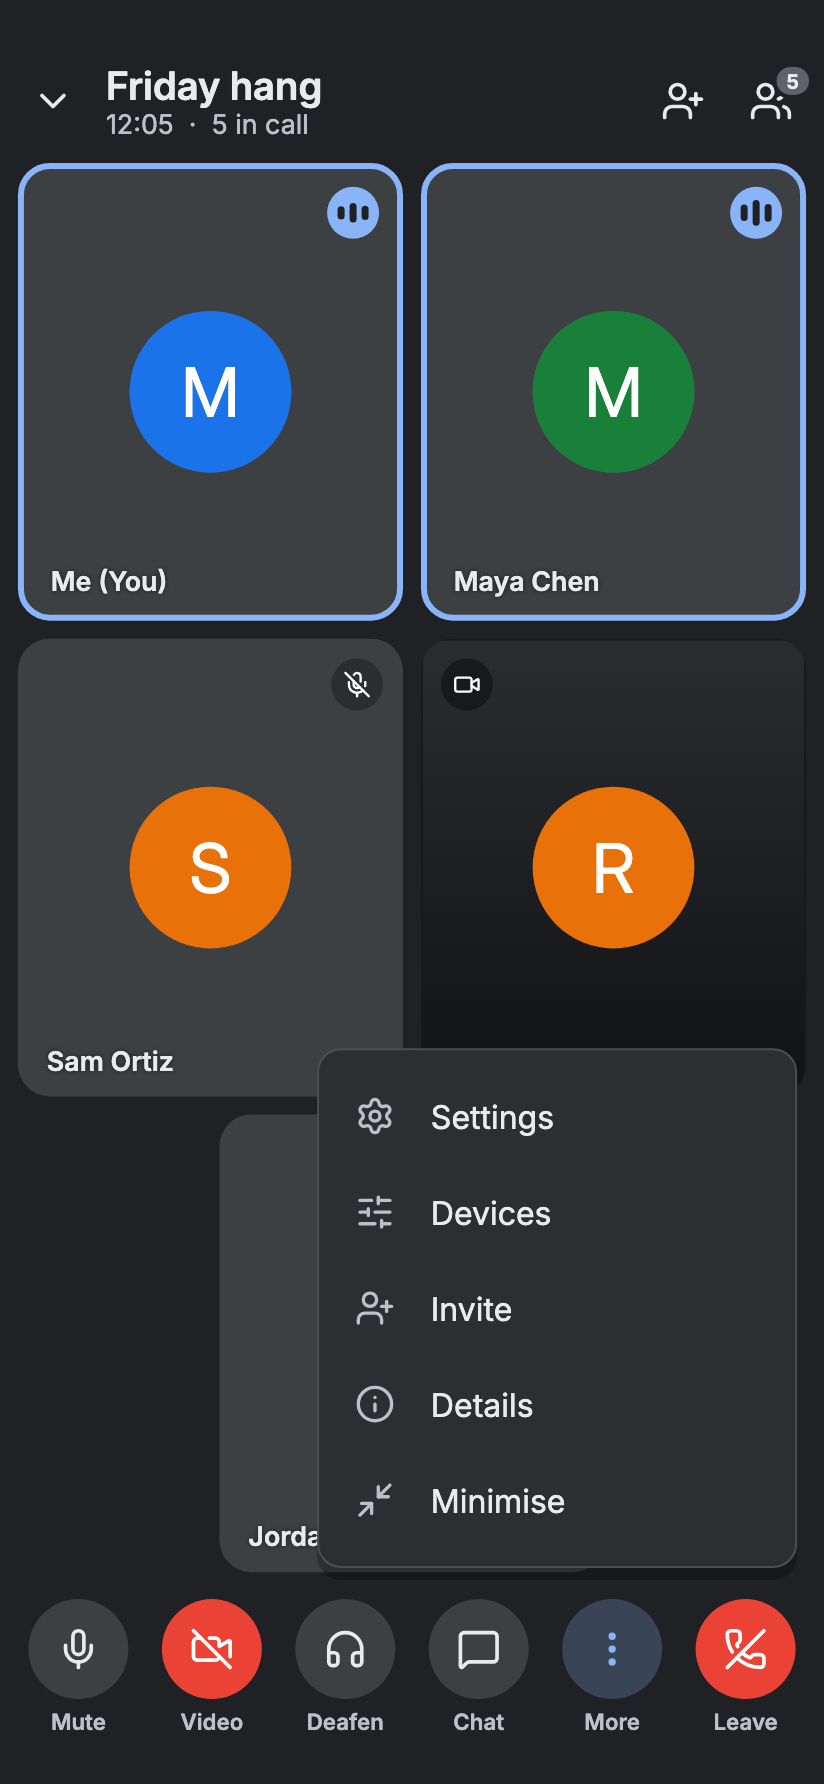 Friday hang
5
12:05 · 5 in call
M
M
Me (You)
Maya Chen
S
R
Sam Ortiz
Settings
Devices
Invite
Details
Minimise
Mute
Video
Deafen
Chat
More
Leave